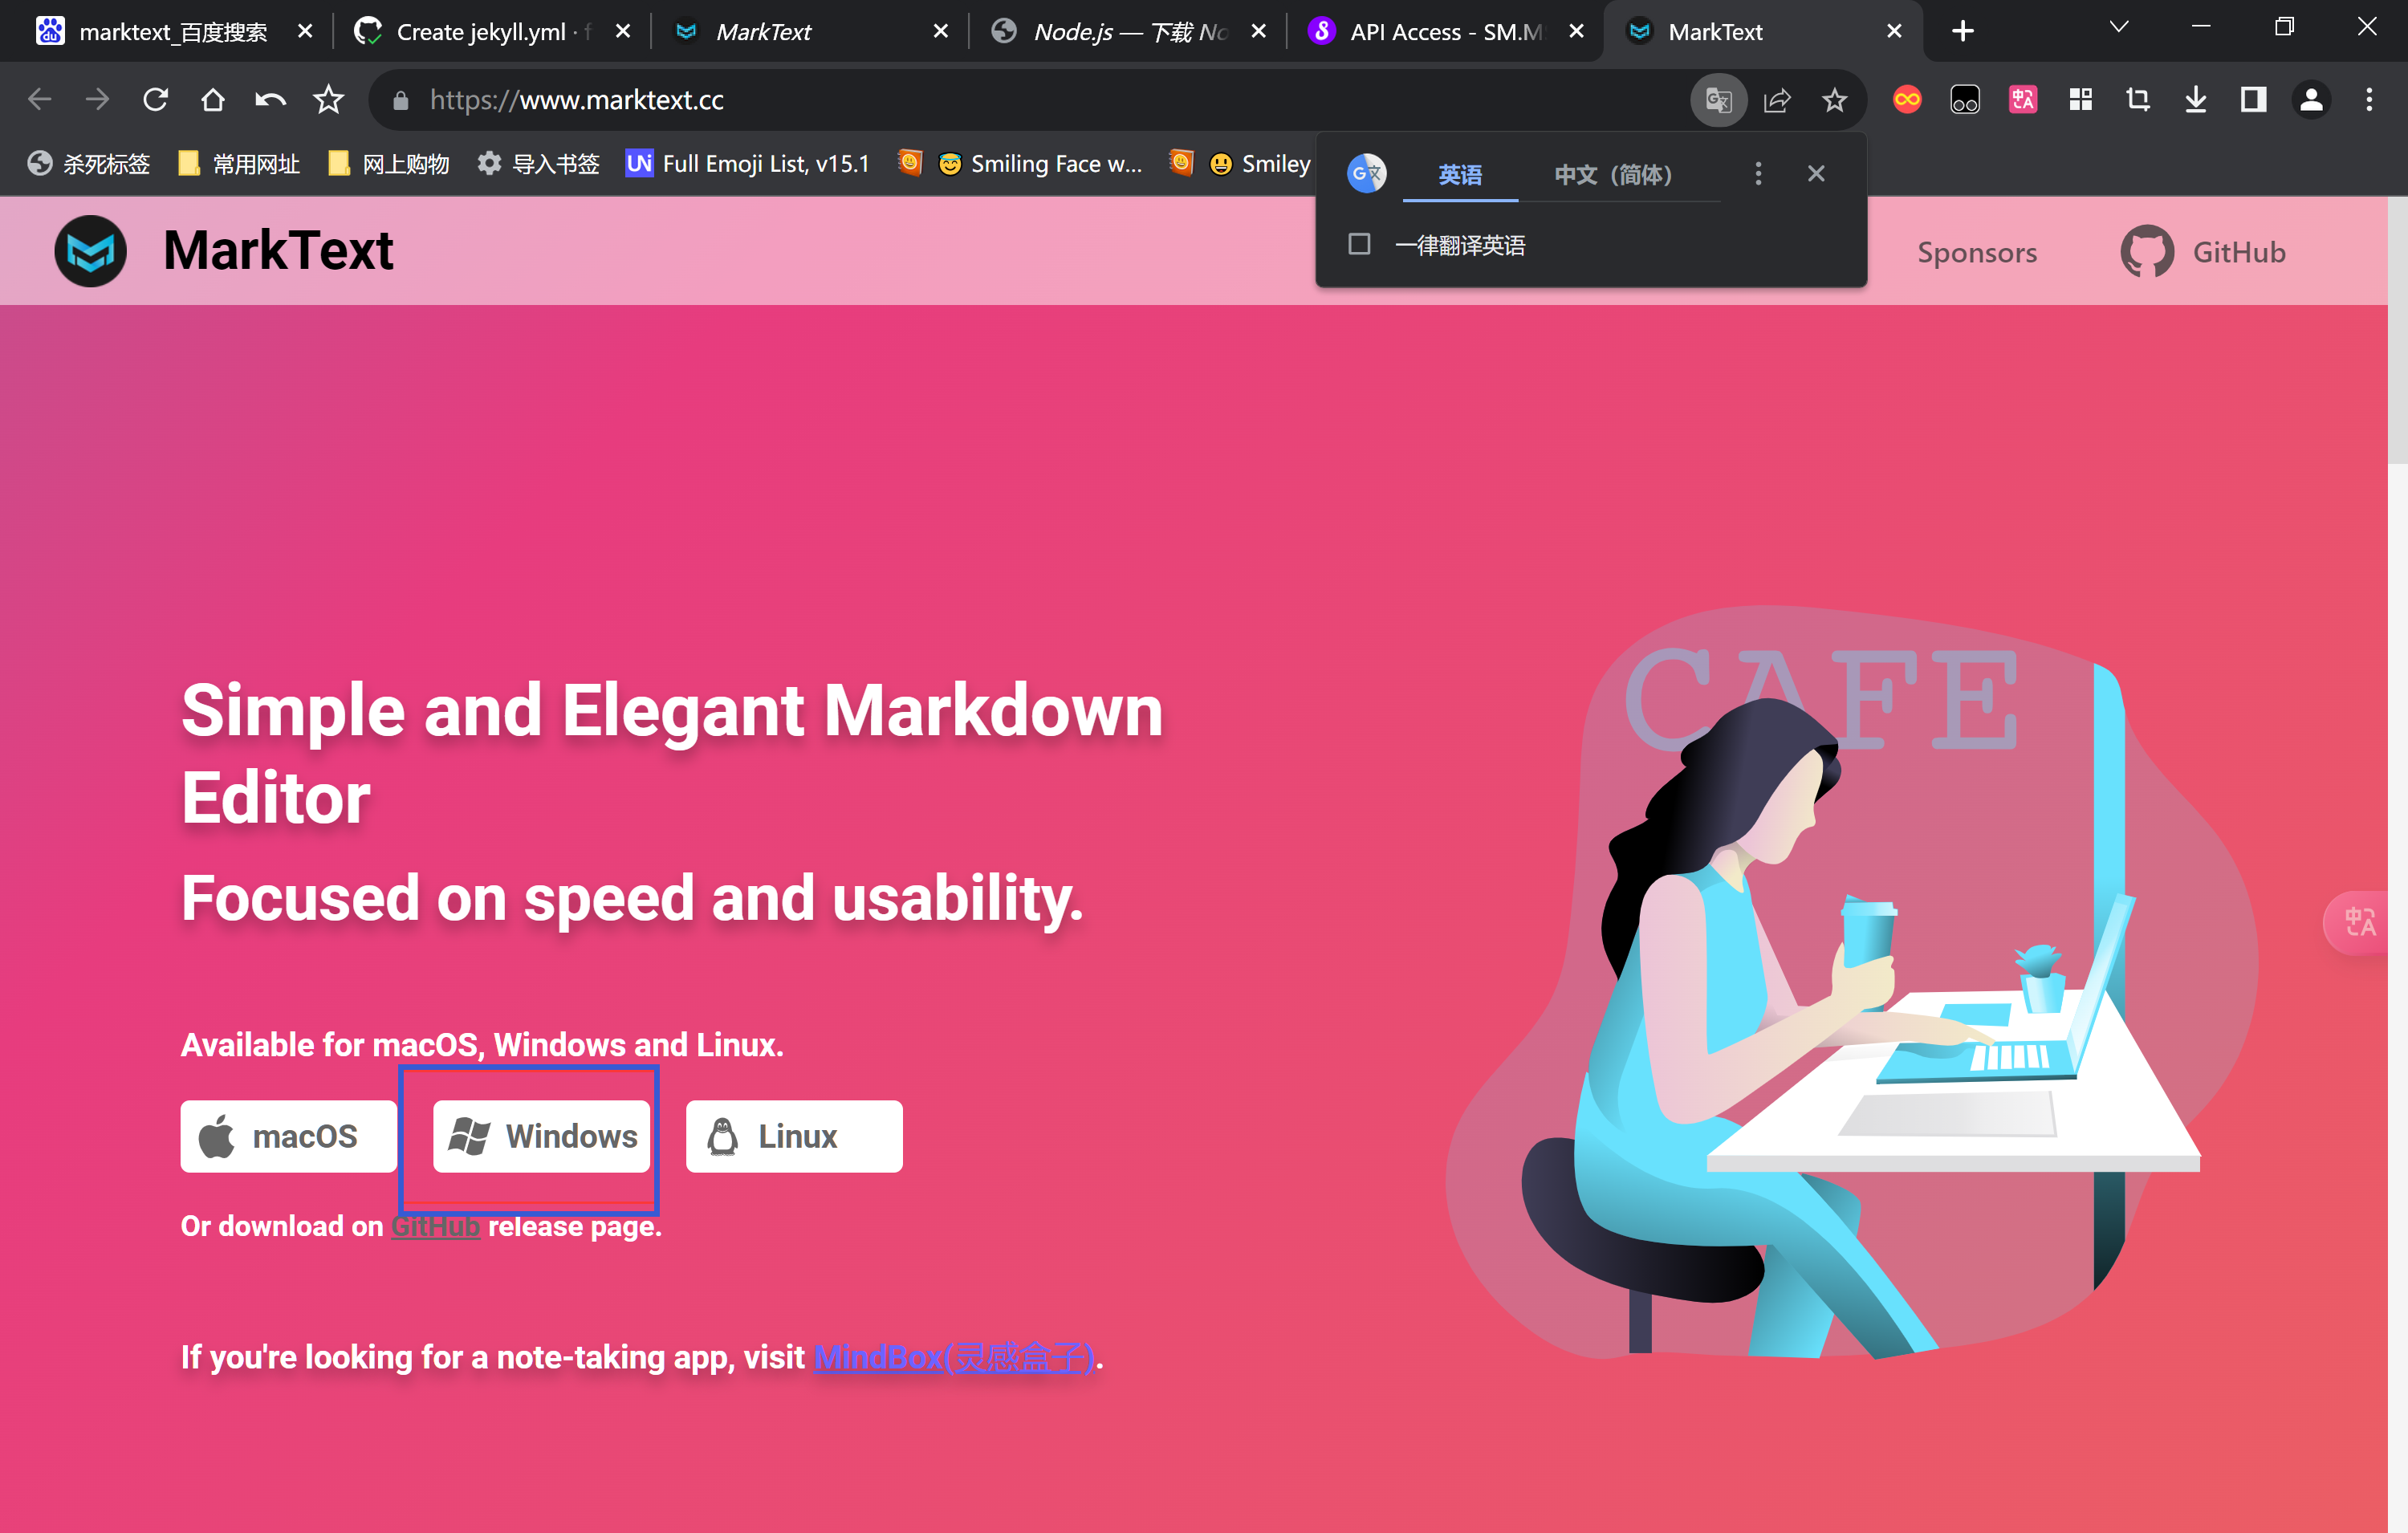 marktext_百度搜索
Create jekyll.yml · f
MarkText
Node.js — 下载 No
API Access - SM.M
MarkText
https://www.marktext.cc
杀死标签
常用网址
网上购物
导入书签
Full Emoji List, v15.1
Smiling Face w...
Smiley
英语
中文（简体）
一律翻译英语
MarkText
Sponsors
GitHub
CAFE
Simple and Elegant Markdown
Editor
Focused on speed and usability.
Available for macOS, Windows and Linux.
macOS
Windows
Linux
Or download on GitHub release page.
If you're looking for a note-taking app, visit MindBox(灵感盒子).